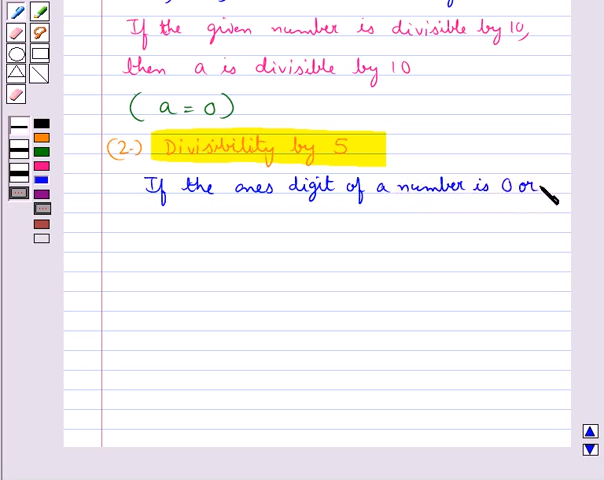 If the given number is divisible by 10,
then a is divisible by 10
( a = 0 )
(2.) Divisibility by 5
If the ones digit of a number is 0 or